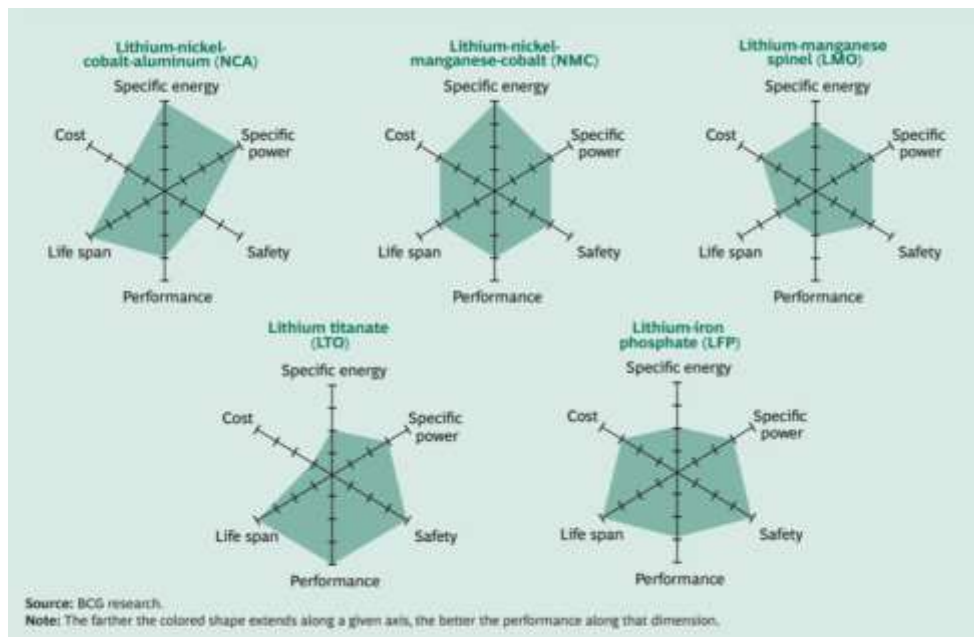 Lithium-nickel-
cobalt-aluminum (NCA)
Specific energy
Cost
Specific
power
Life span
Safety
Performance
Lithium-nickel-
manganese-cobalt (NMC)
Specific energy
Cost
Specific
power
Life span
Safety
Performance
Lithium-manganese
spinel (LMO)
Specific energy
Cost
Specific
power
Life span
Safety
Performance
Lithium titanate
(LTO)
Specific energy
Cost
Specific
power
Life span
Safety
Performance
Lithium-iron
phosphate (LFP)
Specific energy
Cost
Specific
power
Life span
Safety
Performance
Source: BCG research.
Note: The farther the colored shape extends along a given axis, the better the performance along that dimension.